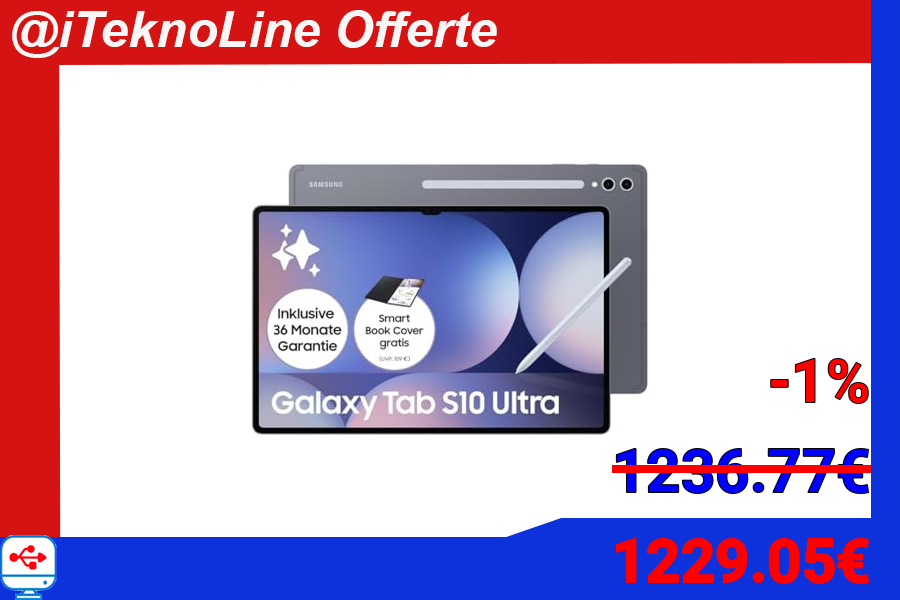 @iTeknoLine Offerte
SAMSUNG
Inklusive
36 Monate
Garantie
Smart
Book Cover
gratis
Galaxy Tab S10 Ultra
-1%
1236.77€
1229.05€